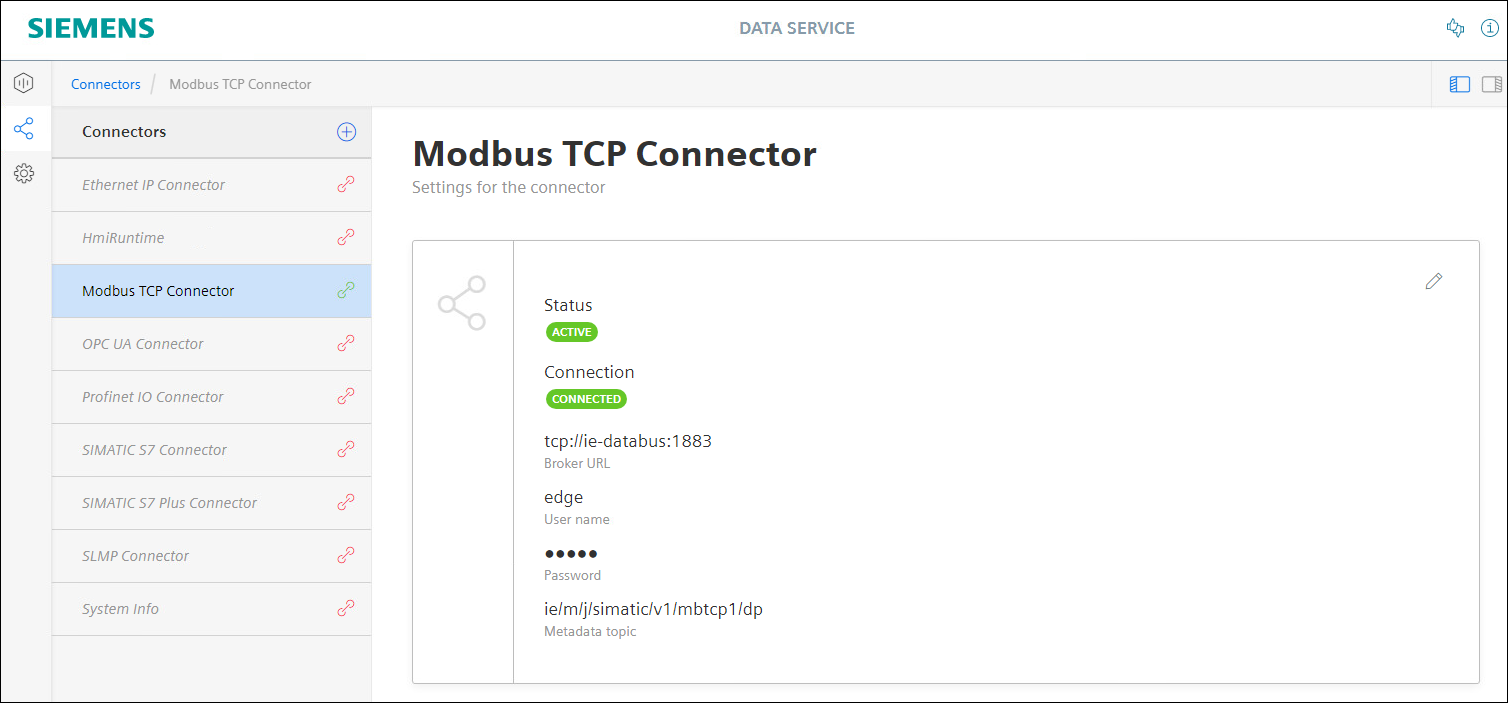 SIEMENS
DATA SERVICE
Connectors / Modbus TCP Connector
Connectors
Ethernet IP Connector
HmiRuntime
Modbus TCP Connector
OPC UA Connector
Profinet IO Connector
SIMATIC S7 Connector
SIMATIC S7 Plus Connector
SLMP Connector
System Info
Modbus TCP Connector
Settings for the connector
Status
ACTIVE
Connection
CONNECTED
tcp://ie-databus:1883
Broker URL
edge
User name
•••••
Password
ie/m/j/simatic/v1/mbtcp1/dp
Metadata topic